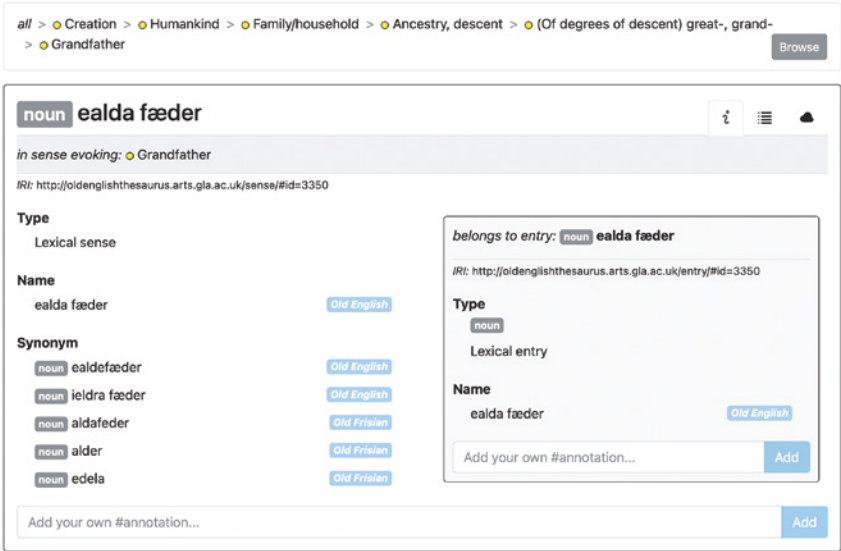 all > Creation > Humankind > Family/household > Ancestry, descent > (Of degrees of descent) great-, grand-
> Grandfather
Browse
noun ealda fæder
i
in sense evoking: Grandfather
IRI: http://oldenglishthesaurus.arts.gla.ac.uk/sense/#id=3350
Type
Lexical sense
Name
ealda fæder Old English
Synonym
noun ealdefæder Old English
noun ieldra fæder Old English
noun aldafeder Old Frisian
noun alder Old Frisian
noun edela Old Frisian
belongs to entry: noun ealda fæder
IRI: http://oldenglishthesaurus.arts.gla.ac.uk/entry/#id=3350
Type
noun
Lexical entry
Name
ealda fæder Old English
Add your own #annotation... Add
Add your own #annotation... Add